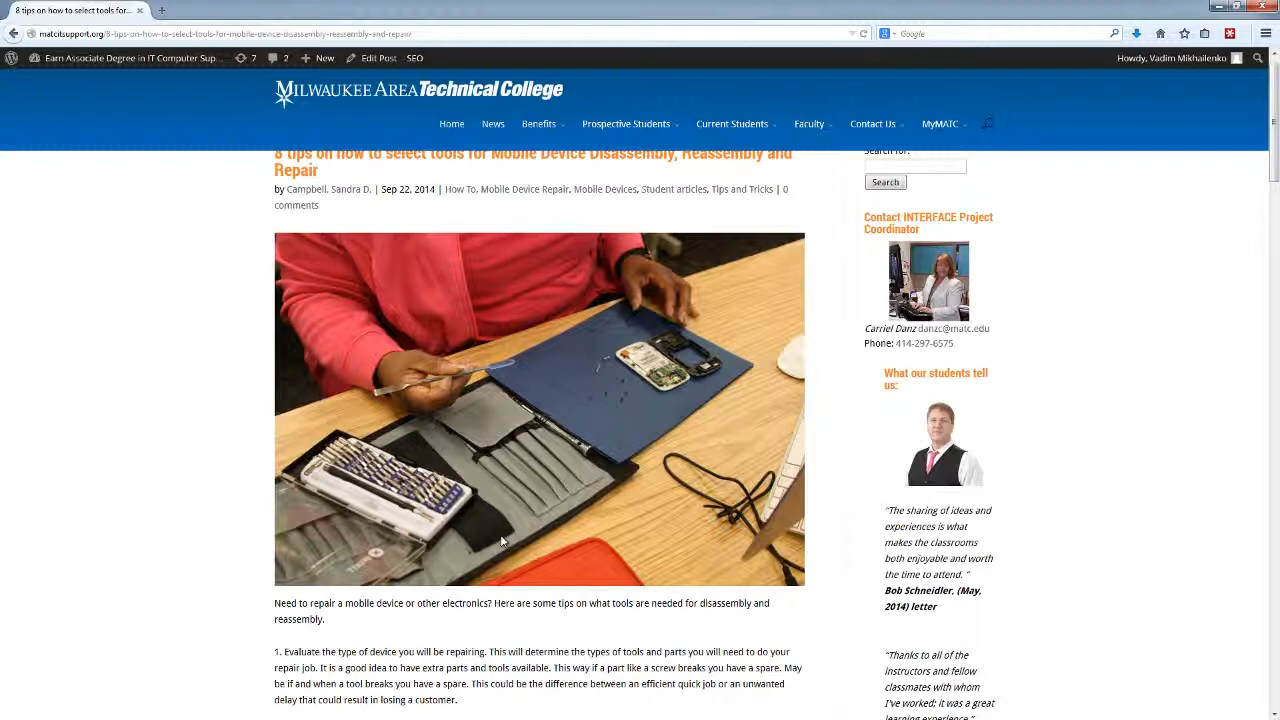 8 tips on how to select tools for...
matcitsupport.org/8-tips-on-how-to-select-tools-for-mobile-device-disassembly-reassembly-and-repair/
Google
Earn Associate Degree in IT Computer Sup...
7
2
New
Edit Post
SEO
Howdy, Vadim Mikhailenko
MILWAUKEE AREA Technical College
Home
News
Benefits
Prospective Students
Current Students
Faculty
Contact Us
MyMATC
8 tips on how to select tools for Mobile Device Disassembly, Reassembly and
Repair
by Campbell, Sandra D. | Sep 22, 2014 | How To, Mobile Device Repair, Mobile Devices, Student articles, Tips and Tricks | 0
comments
Need to repair a mobile device or other electronics? Here are some tips on what tools are needed for disassembly and
reassembly.
1. Evaluate the type of device you will be repairing. This will determine the types of tools and parts you will need to do your
repair job. It is a good idea to have extra parts and tools available. This way if a part like a screw breaks you have a spare. May
be if and when a tool breaks you have a spare. This could be the difference between an efficient quick job or an unwanted
delay that could result in losing a customer.
Search for:
Search
Contact INTERFACE Project
Coordinator
Carriel Danz danzc@matc.edu
Phone: 414-297-6575
What our students tell
us:
"The sharing of ideas and
experiences is what
makes the classrooms
both enjoyable and worth
the time to attend. "
Bob Schneidler, (May,
2014) letter
"Thanks to all of the
instructors and fellow
classmates with whom
I've worked; it was a great
learning experience."